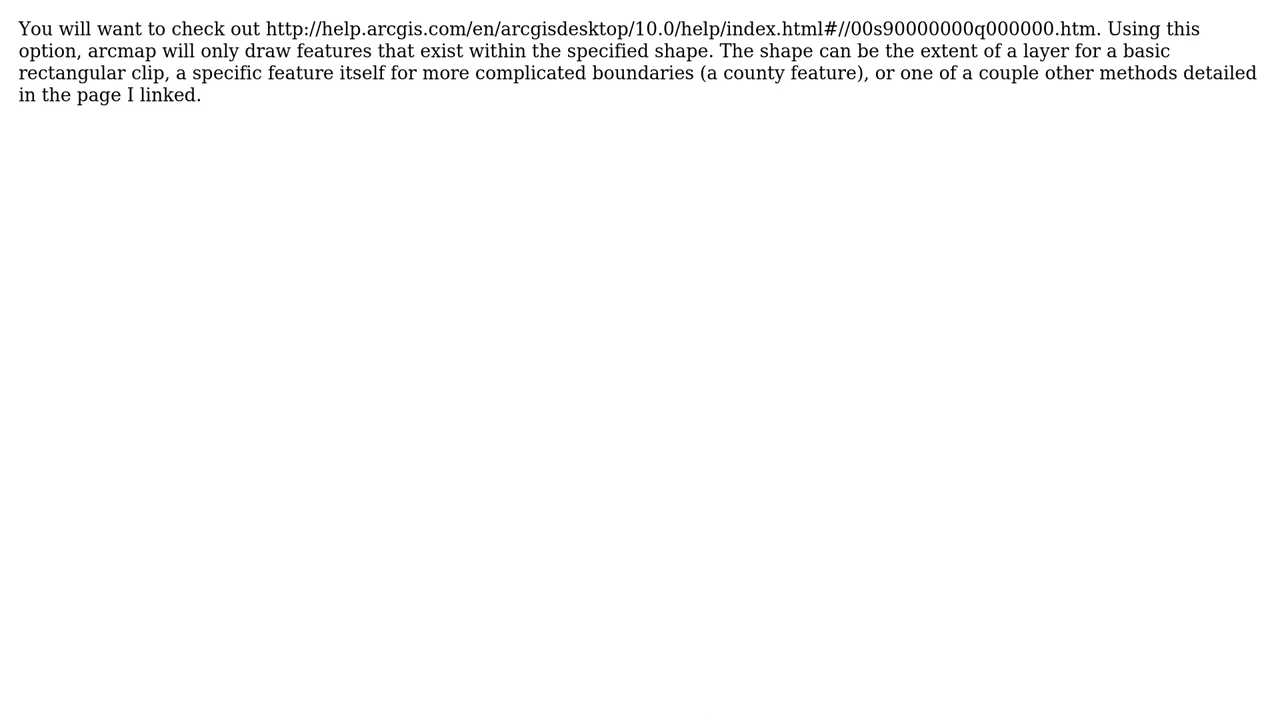 You will want to check out http://help.arcgis.com/en/arcgisdesktop/10.0/help/index.html#//00s90000000q000000.htm. Using this
option, arcmap will only draw features that exist within the specified shape. The shape can be the extent of a layer for a basic
rectangular clip, a specific feature itself for more complicated boundaries (a county feature), or one of a couple other methods detailed
in the page I linked.